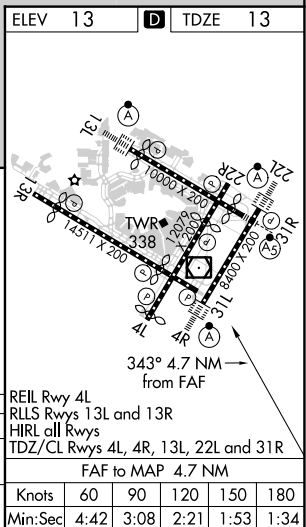 ELEV 13 D TDZE 13
A
13L
P
22R
22L
P
10000 X 200
A
13R
P
TWR
338
P
14511 X 200
12079
X 200
P
8400 X 200
A5
31R
P
P
31L
4L
4R
A
343° 4.7 NM
from FAF
REIL Rwy 4L
RLLS Rwys 13L and 13R
HIRL all Rwys
TDZ/CL Rwys 4L, 4R, 13L, 22L and 31R
FAF to MAP 4.7 NM
Knots 60 90 120 150 180
Min:Sec 4:42 3:08 2:21 1:53 1:34